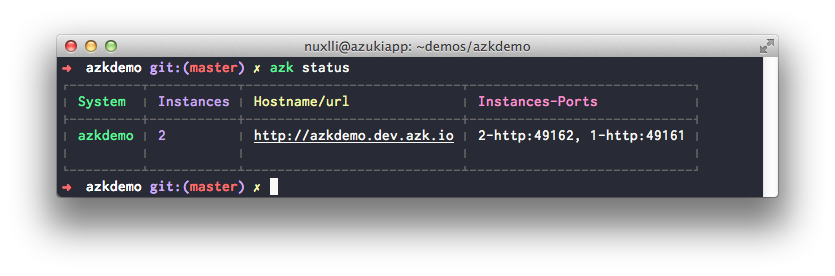 nuxlli@azukiapp: ~demos/azkdemo
➜ azkdemo git:(master) ✗ azk status
System Instances Hostname/url Instances-Ports
azkdemo 2 http://azkdemo.dev.azk.io 2-http:49162, 1-http:49161
➜ azkdemo git:(master) ✗